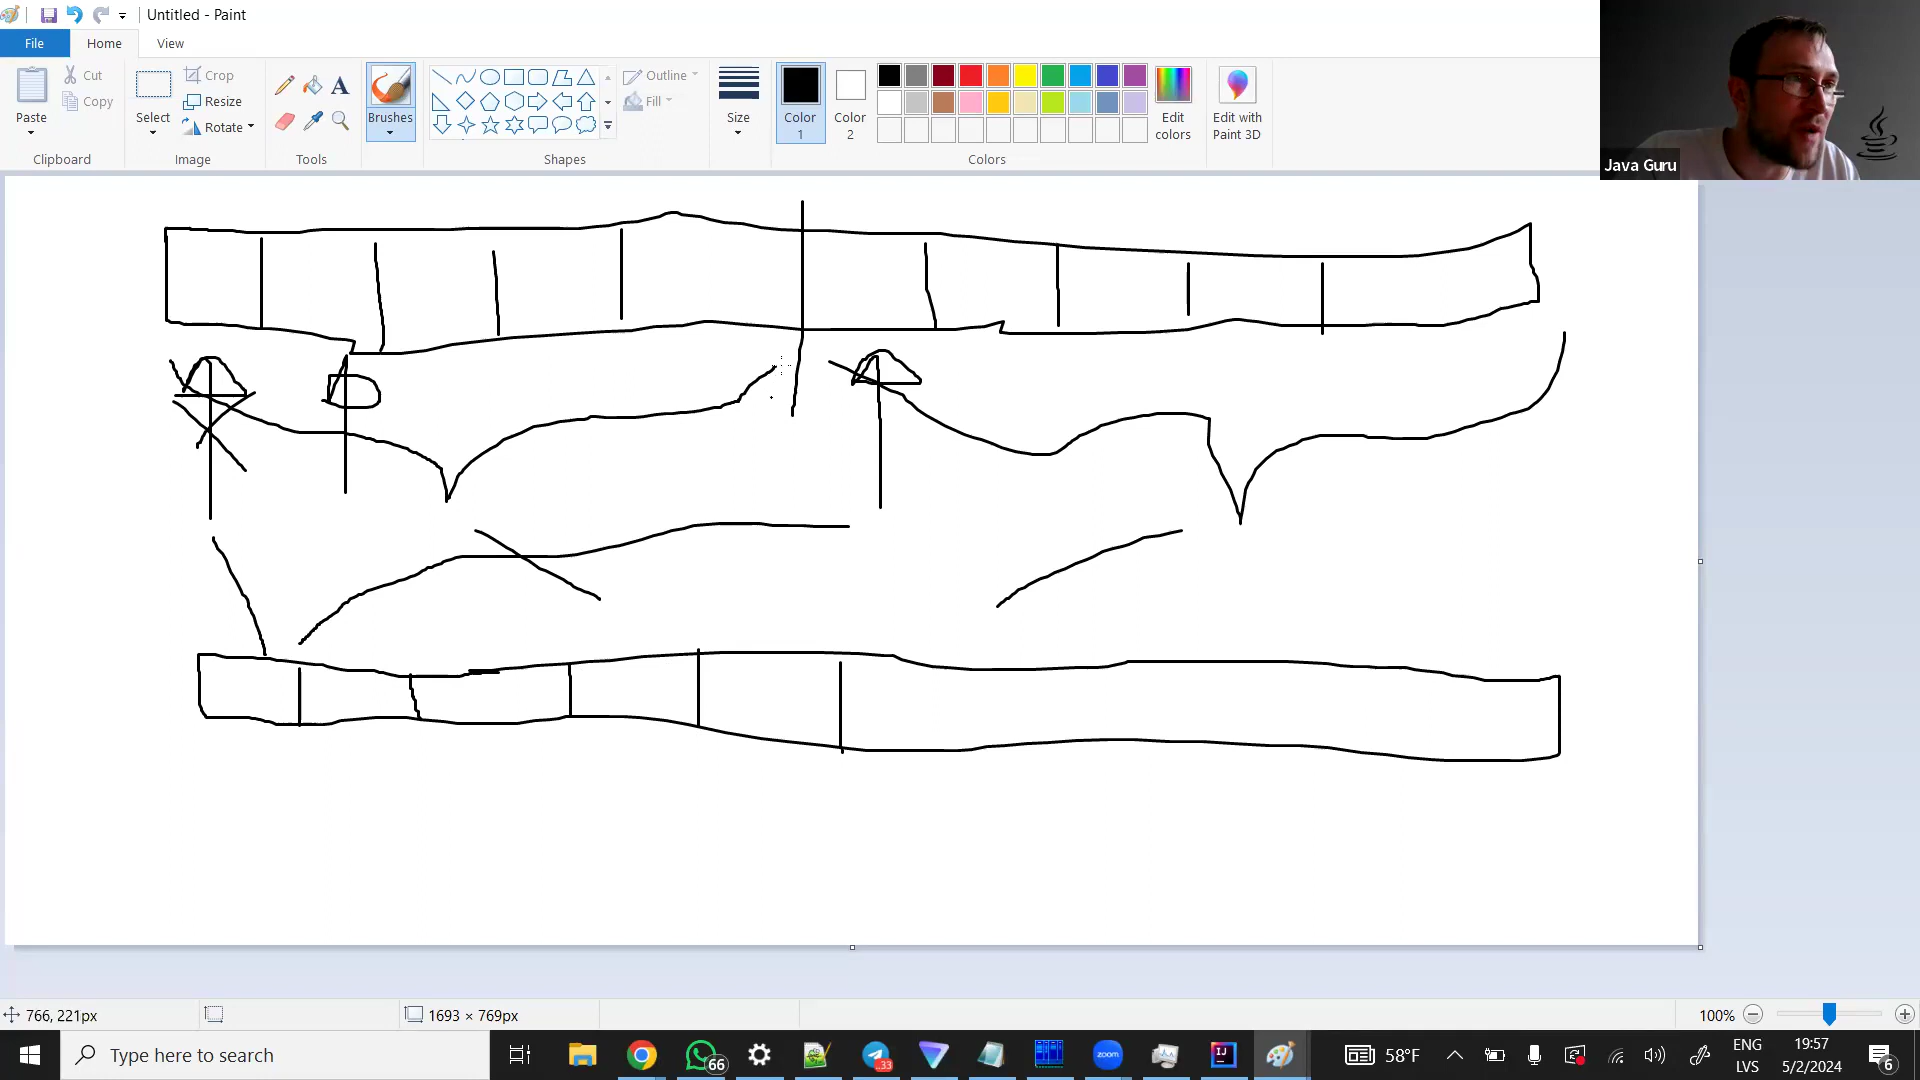 Untitled - Paint
File
Home
View
Paste
Cut
Copy
Clipboard
Select
Crop
Resize
Rotate
Image
Tools
Brushes
Outline
Fill
Shapes
Size
Color
1
Color
2
Edit
colors
Edit with
Paint 3D
Colors
Java Guru
766, 221px
1693 × 769px
100%
Type here to search
66
33
zoom
IJ
58°F
ENG
LVS
19:57
5/2/2024
6